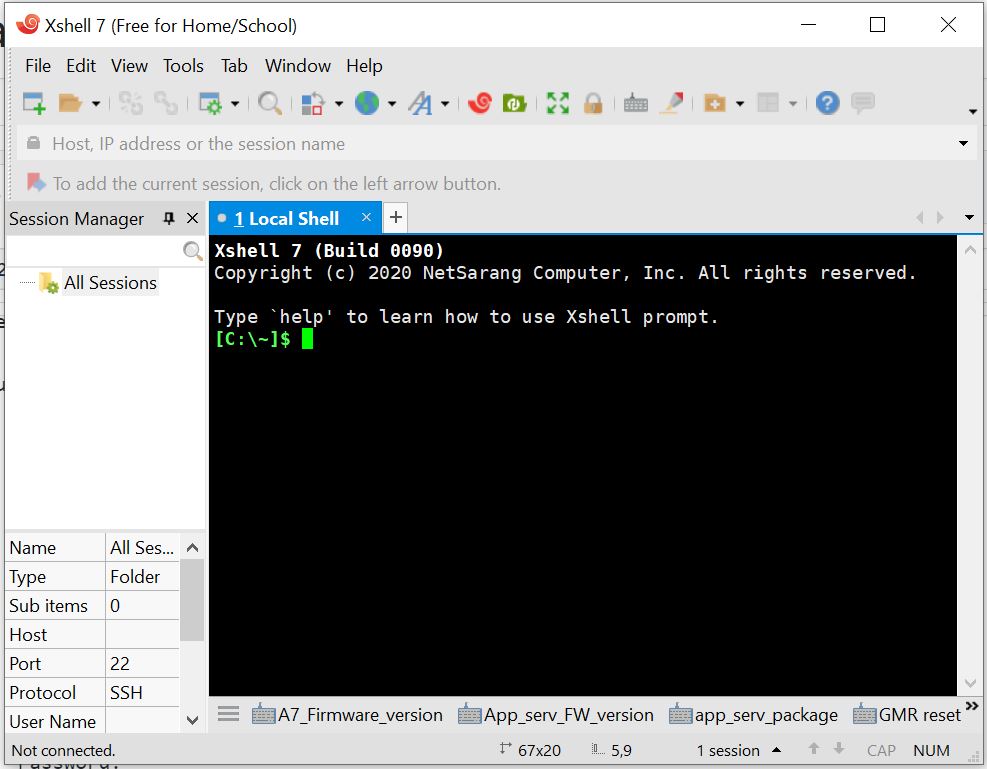 Xshell 7 (Free for Home/School)
File Edit View Tools Tab Window Help
Host, IP address or the session name
To add the current session, click on the left arrow button.
Session Manager
1 Local Shell
All Sessions
Xshell 7 (Build 0090)
Copyright (c) 2020 NetSarang Computer, Inc. All rights reserved.
Type `help' to learn how to use Xshell prompt.
[C:\~]$
Name All Ses...
Type Folder
Sub items 0
Host
Port 22
Protocol SSH
User Name
A7_Firmware_version App_serv_FW_version app_serv_package GMR reset
Not connected. 67x20 5,9 1 session CAP NUM